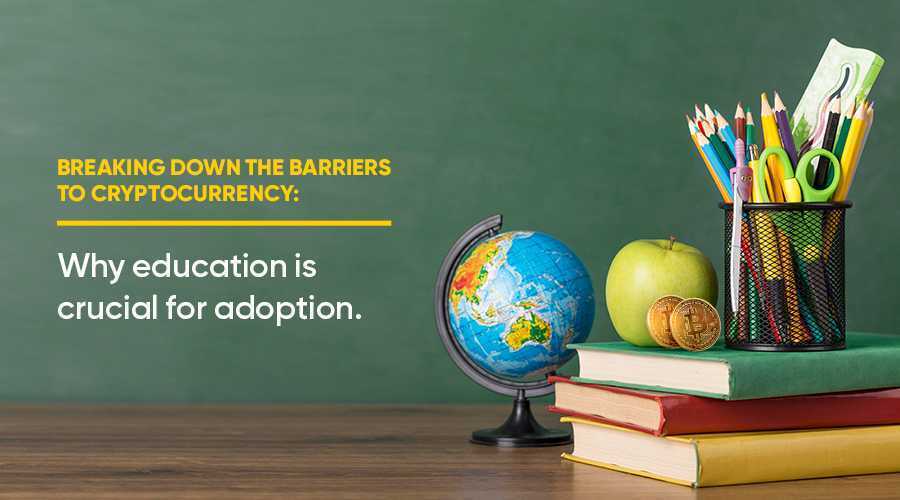 BREAKING DOWN THE BARRIERS
TO CRYPTOCURRENCY:
Why education is
crucial for adoption.